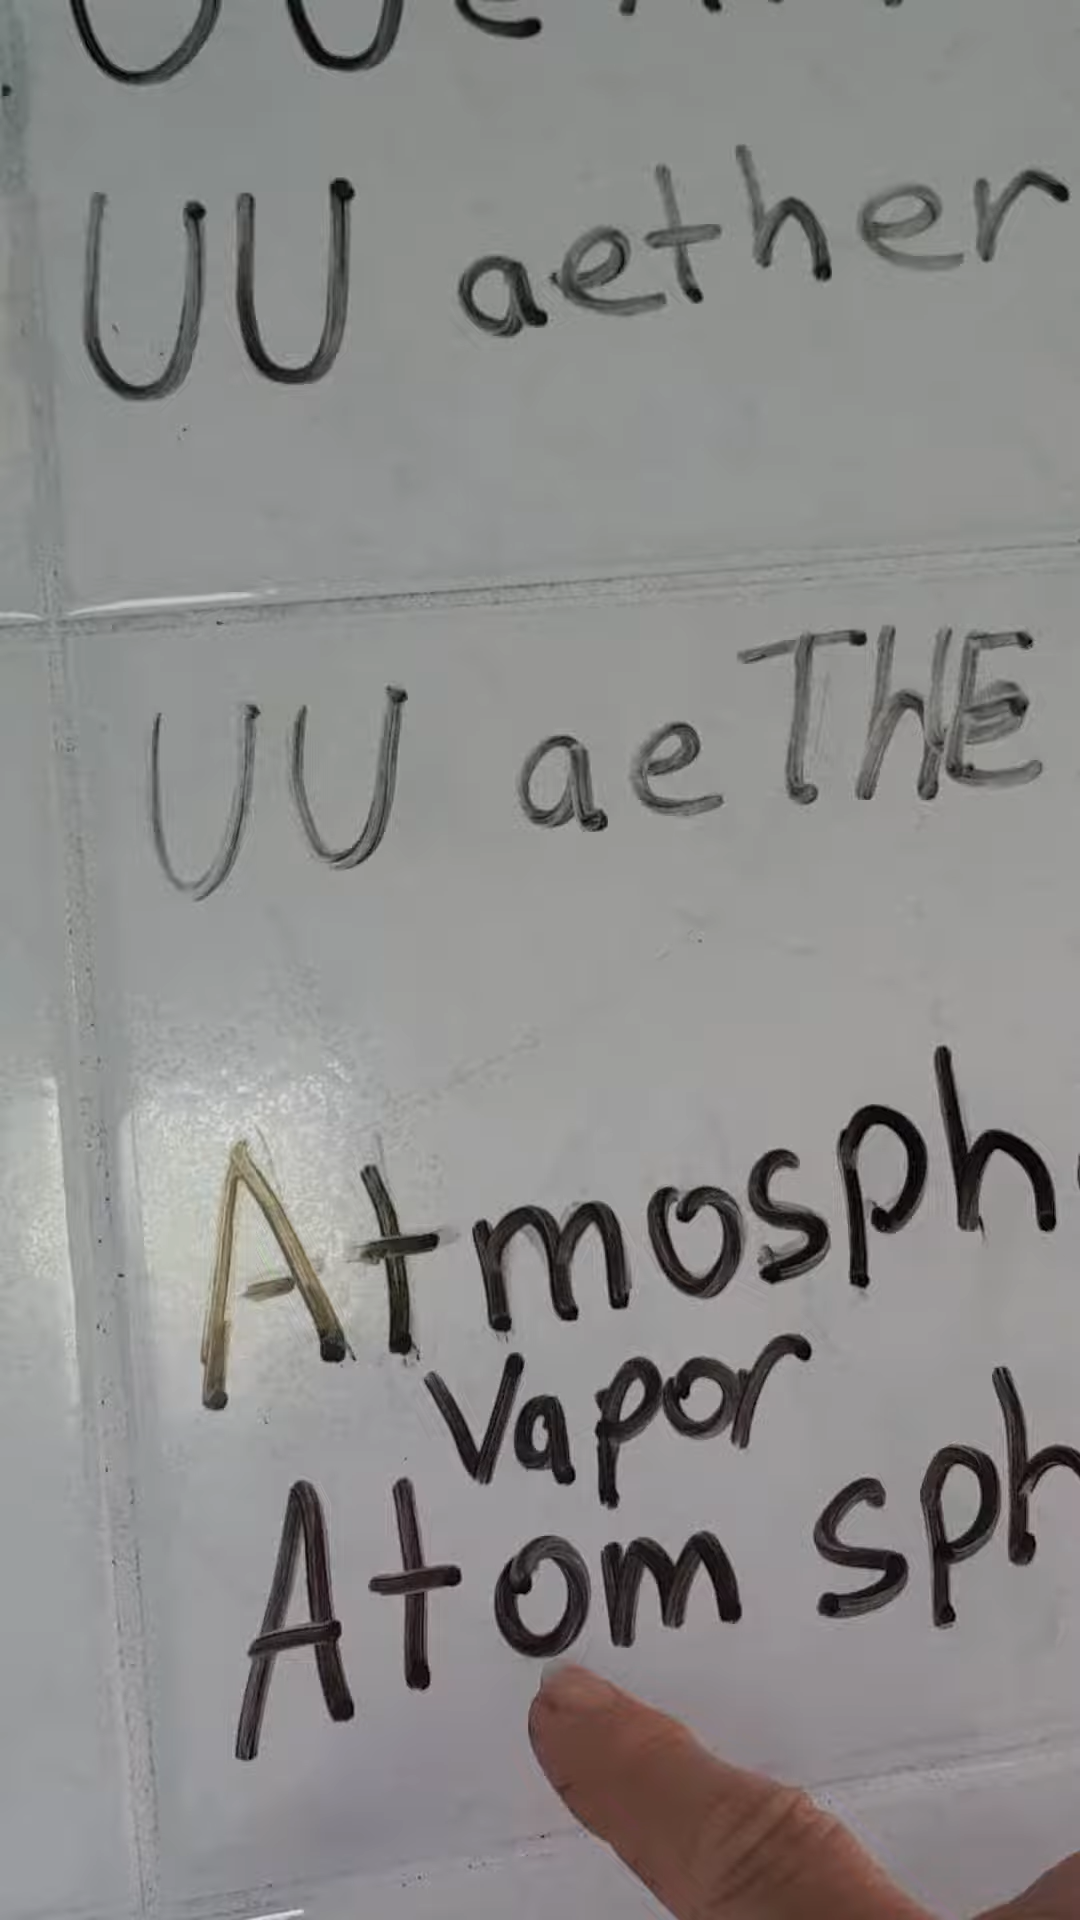 UU aether
UU aeTHE
Atmosph
Vapor
Atom sph